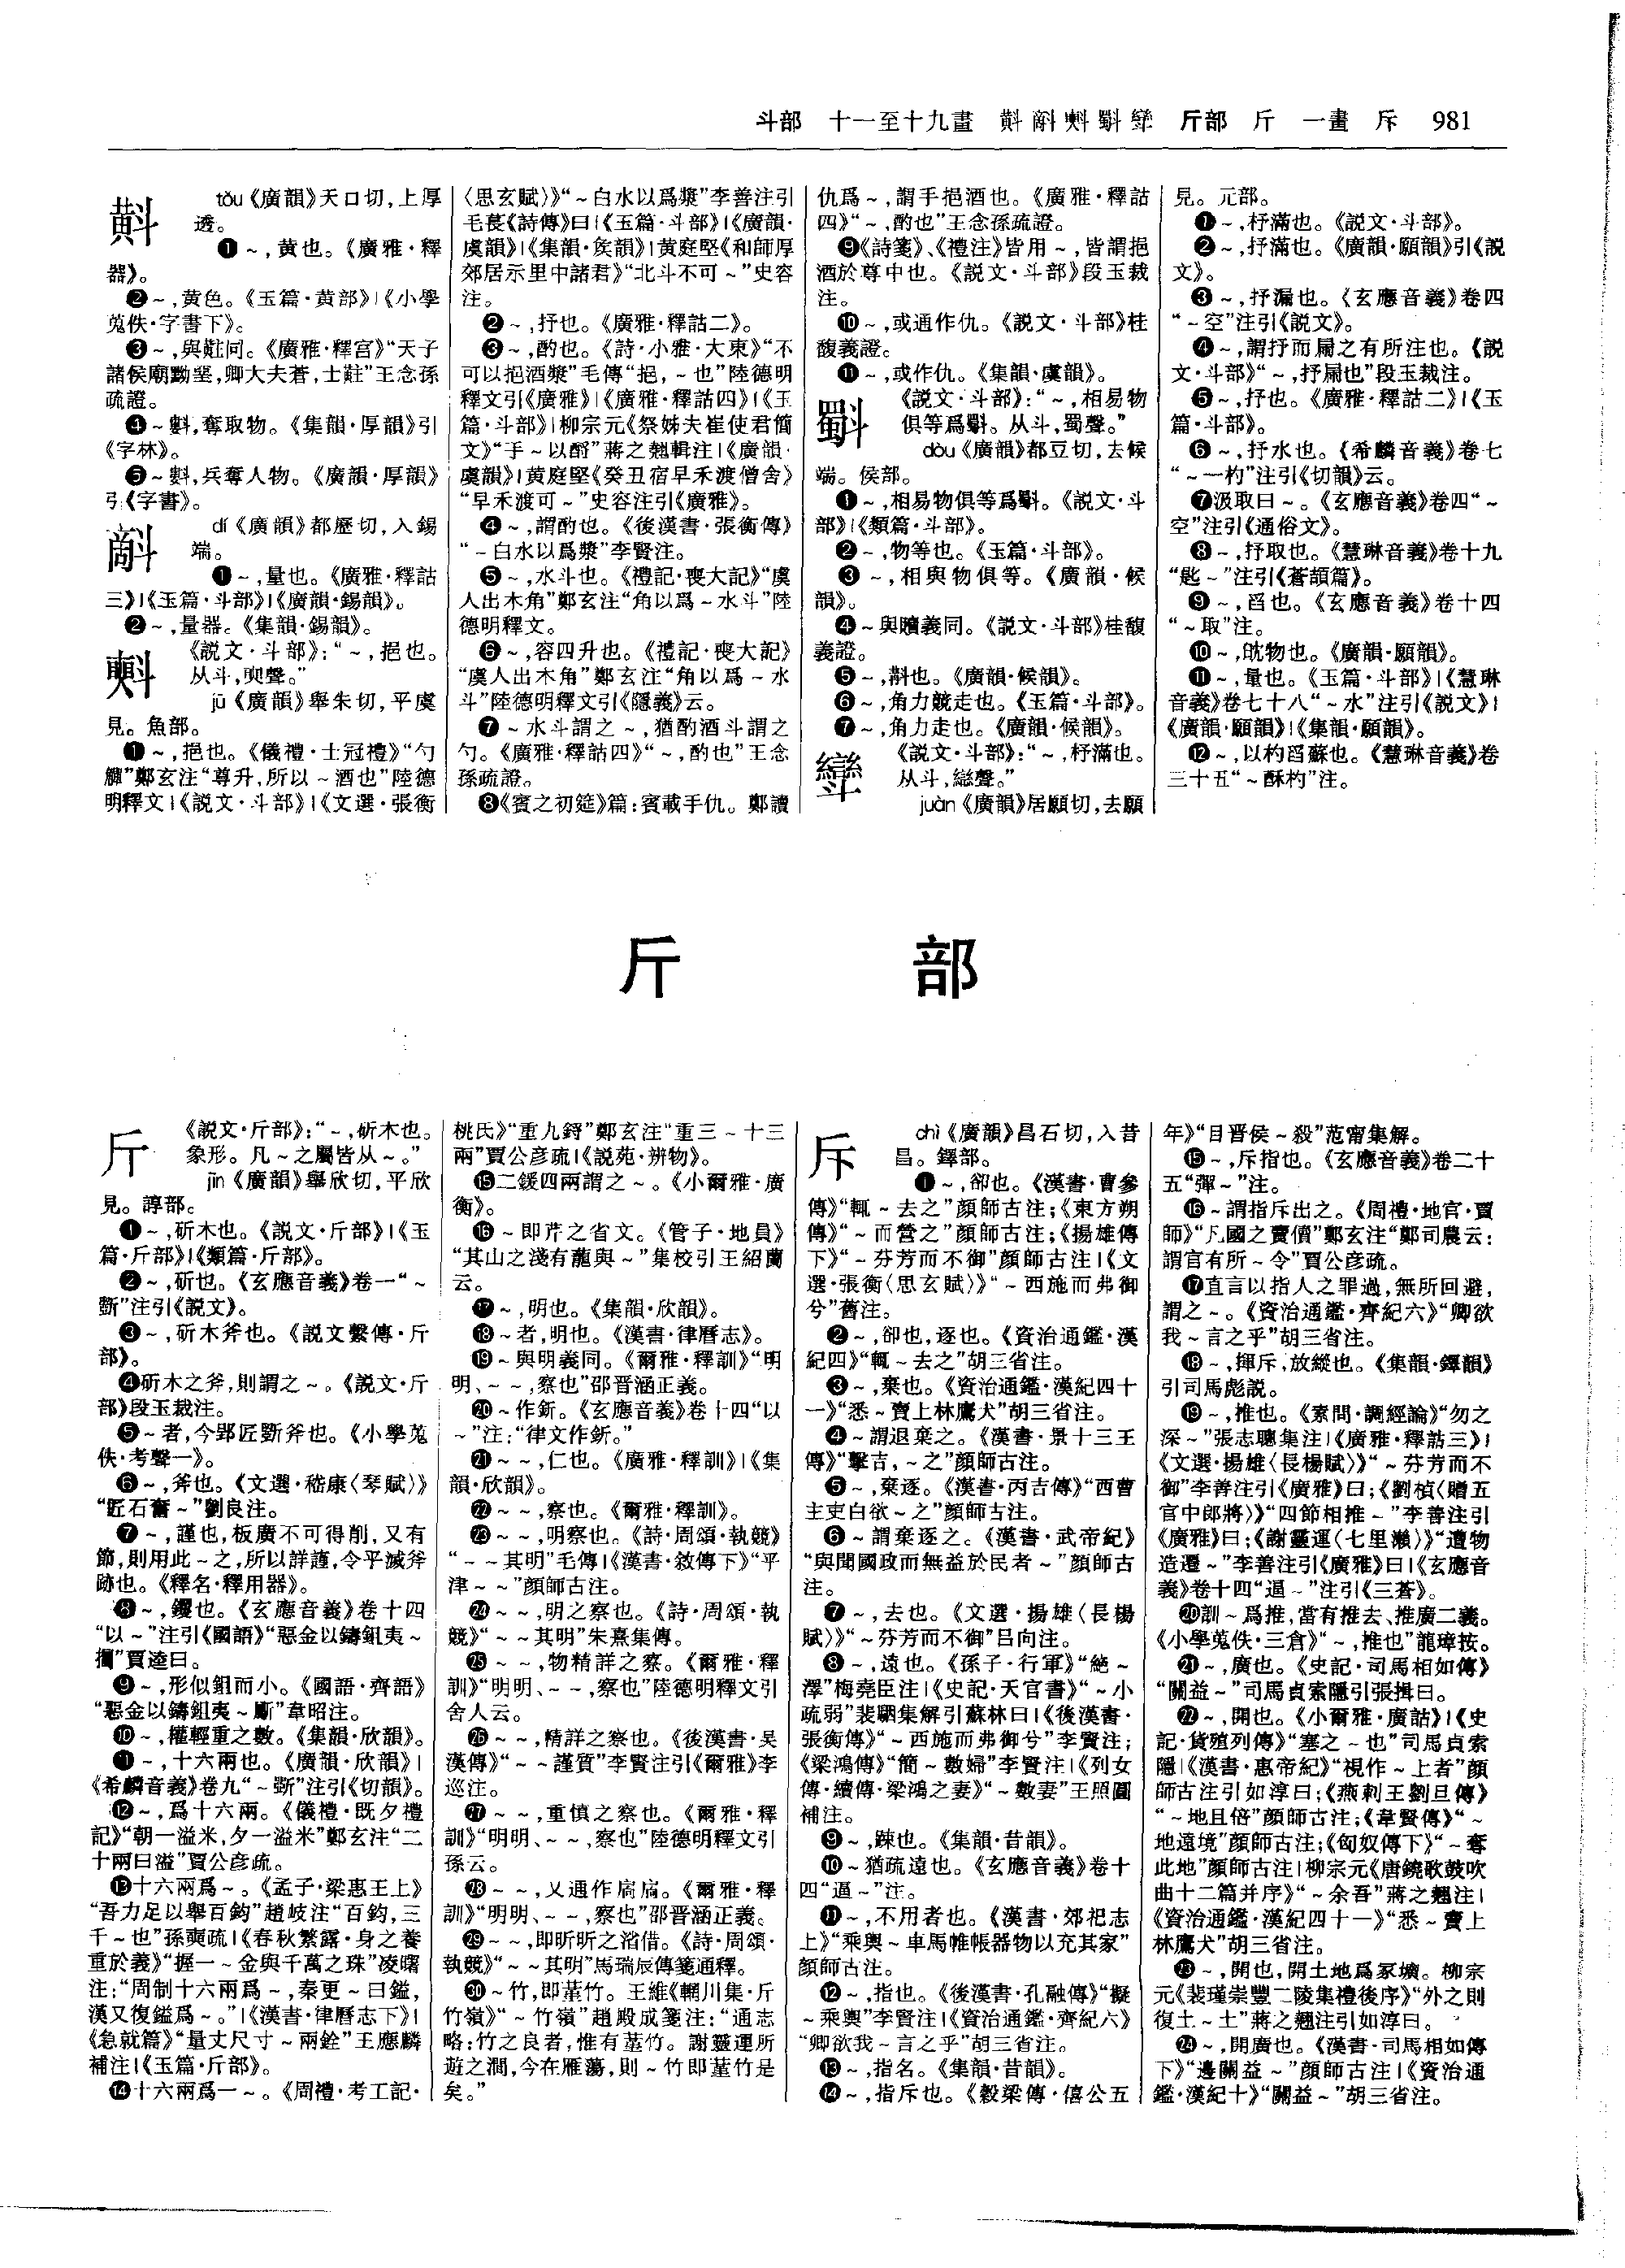 斗部 十一至十九畫 㪗㪆㪺斣㪻 斤部 斤 一畫 斥 981
㪗
tǒu《廣韻》天口切,上厚
透。
❶~,黄也。《廣雅·釋
器》。
❷~,黄色。《玉篇·黄部》|《小學
蒐佚·字書下》。
❸~,與黈同。《廣雅·釋宫》“天子
諸侯廟黝堊,卿大夫蒼,士黈”王念孫
疏證。
❹~㪷,奪取物。《集韻·厚韻》引
《字林》。
❺~㪷,兵奪人物。《廣韻·厚韻》
引《字書》。
㪆
dí《廣韻》都歷切,入錫
端。
❶~,量也。《廣雅·釋詁
三》|《玉篇·斗部》|《廣韻·錫韻》。
❷~,量器。《集韻·錫韻》。
㪺
《説文·斗部》:“~,挹也。
从斗,䀠聲。”
jū《廣韻》舉朱切,平虞
見。魚部。
❶~,挹也。《儀禮·士冠禮》“勺
觶”鄭玄注“尊升,所以~酒也”陸德
明釋文|《説文·斗部》|《文選·張衡
〈思玄賦〉》“~白水以爲漿”李善注引
毛萇《詩傳》曰|《玉篇·斗部》|《廣韻·
虞韻》|《集韻·矦韻》|黄庭堅《和師厚
郊居示里中諸君》“北斗不可~”史容
注。
❷~,抒也。《廣雅·釋詁二》。
❸~,酌也。《詩·小雅·大東》“不
可以挹酒漿”毛傳“挹,~也”陸德明
釋文引《廣雅》|《廣雅·釋詁四》|《玉
篇·斗部》|柳宗元《祭姊夫崔使君簡
文》“手~以酹”蔣之翹輯注|《廣韻·
虞韻》|黄庭堅《癸丑宿早禾渡僧舍》
“早禾渡可~”史容注引《廣雅》。
❹~,謂酌也。《後漢書·張衡傳》
“~白水以爲漿”李賢注。
❺~,水斗也。《禮記·喪大記》“虞
人出木角”鄭玄注“角以爲~水斗”陸
德明釋文。
❻~,容四升也。《禮記·喪大記》
“虞人出木角”鄭玄注“角以爲~水
斗”陸德明釋文引《隱義》云。
❼~水斗謂之~,猶酌酒斗謂之
勺。《廣雅·釋詁四》“~,酌也”王念
孫疏證。
❽《賓之初筵》篇:賓載手仇。鄭讀
仇爲~,謂手挹酒也。《廣雅·釋詁
四》“~,酌也”王念孫疏證。
❾《詩箋》、《禮注》皆用~,皆謂挹
酒於尊中也。《説文·斗部》段玉裁
注。
❿~,或通作仇。《説文·斗部》桂
馥義證。
⓫~,或作仇。《集韻·虞韻》。
斣
《説文·斗部》:“~,相易物
俱等爲斣。从斗,蜀聲。”
dòu《廣韻》都豆切,去候
端。侯部。
❶~,相易物俱等爲斣。《説文·斗
部》|《類篇·斗部》。
❷~,物等也。《玉篇·斗部》。
❸~,相與物俱等。《廣韻·候
韻》。
❹~與贖義同。《説文·斗部》桂馥
義證。
❺~,斠也。《廣韻·候韻》。
❻~,角力競走也。《玉篇·斗部》。
❼~,角力走也。《廣韻·候韻》。
㪻
《説文·斗部》:“~,杼滿也。
从斗,䜌聲。”
juàn《廣韻》居願切,去願
見。元部。
❶~,杼滿也。《説文·斗部》。
❷~,抒滿也。《廣韻·願韻》引《説
文》。
❸~,抒漏也。《玄應音義》卷四
“~空”注引《説文》。
❹~,謂抒而屚之有所注也。《説
文·斗部》“~,抒屚也”段玉裁注。
❺~,抒也。《廣雅·釋詁二》|《玉
篇·斗部》。
❻~,抒水也。《希麟音義》卷七
“~一杓”注引《切韻》云。
❼汲取曰~。《玄應音義》卷四“~
空”注引《通俗文》。
❽~,抒取也。《慧琳音義》卷十九
“匙~”注引《蒼頡篇》。
❾~,舀也。《玄應音義》卷十四
“~取”注。
❿~,㪡物也。《廣韻·願韻》。
⓫~,量也。《玉篇·斗部》|《慧琳
音義》卷七十八“~水”注引《説文》|
《廣韻·願韻》|《集韻·願韻》。
⓬~,以杓舀蘇也。《慧琳音義》卷
三十五“~酥杓”注。
斤 部
斤
《説文·斤部》:“~,斫木也。
象形。凡~之屬皆从~。”
jīn《廣韻》舉欣切,平欣
見。諄部。
❶~,斫木也。《説文·斤部》|《玉
篇·斤部》|《類篇·斤部》。
❷~,斫也。《玄應音義》卷一“~
斲”注引《説文》。
❸~,斫木斧也。《説文繫傳·斤
部》。
❹斫木之斧,則謂之~。《説文·斤
部》段玉裁注。
❺~者,今郢匠斲斧也。《小學蒐
佚·考聲一》。
❻~,斧也。《文選·嵇康〈琴賦〉》
“匠石奮~”劉良注。
❼~,謹也,板廣不可得削,又有
節,則用此~之,所以詳謹,令平滅斧
跡也。《釋名·釋用器》。
❽~,钁也。《玄應音義》卷十四
“以~”注引《國語》“惡金以鑄鉏夷~
欘”賈逵曰。
❾~,形似鉏而小。《國語·齊語》
“惡金以鑄鉏夷~斸”韋昭注。
❿~,權輕重之數。《集韻·欣韻》。
⓫~,十六兩也。《廣韻·欣韻》|
《希麟音義》卷九“~斲”注引《切韻》。
⓬~,爲十六兩。《儀禮·既夕禮
記》“朝一溢米,夕一溢米”鄭玄注“二
十兩曰溢”賈公彦疏。
⓭十六兩爲~。《孟子·梁惠王上》
“吾力足以舉百鈞”趙岐注“百鈞,三
千~也”孫奭疏|《春秋繁露·身之養
重於義》“握一~金與千萬之珠”凌曙
注:“周制十六兩爲~,秦更~曰鎰,
漢又復鎰爲~。”|《漢書·律曆志下》|
《急就篇》“量丈尺寸~兩銓”王應麟
補注|《玉篇·斤部》。
⓮十六兩爲一~。《周禮·考工記·
桃氏》“重九鋝”鄭玄注“重三~十三
兩”賈公彦疏|《説苑·辨物》。
⓯二鍰四兩謂之~。《小爾雅·廣
衡》。
⓰~即芹之省文。《管子·地員》
“其山之淺有龍與~”集校引王紹蘭
云。
⓱~,明也。《集韻·欣韻》。
⓲~者,明也。《漢書·律曆志》。
⓳~與明義同。《爾雅·釋訓》“明
明、~~,察也”邵晋涵正義。
⓴~作釿。《玄應音義》卷十四“以
~”注:“律文作釿。”
㉑~~,仁也。《廣雅·釋訓》|《集
韻·欣韻》。
㉒~~,察也。《爾雅·釋訓》。
㉓~~,明察也。《詩·周頌·執競》
“~~其明”毛傳|《漢書·敘傳下》“平
津~~”顔師古注。
㉔~~,明之察也。《詩·周頌·執
競》“~~其明”朱熹集傳。
㉕~~,物精詳之察。《爾雅·釋
訓》“明明、~~,察也”陸德明釋文引
舍人云。
㉖~~,精詳之察也。《後漢書·吴
漢傳》“~~謹質”李賢注引《爾雅》李
巡注。
㉗~~,重慎之察也。《爾雅·釋
訓》“明明、~~,察也”陸德明釋文引
孫云。
㉘~~,乂通作㡿㡿。《爾雅·釋
訓》“明明、~~,察也”邵晋涵正義。
㉙~~,即昕昕之渻借。《詩·周頌·
執競》“~~其明”馬瑞辰傳箋通釋。
㉚~竹,即䈽竹。王維《輞川集·斤
竹嶺》“~竹嶺”趙殿成箋注:“通志
略:竹之良者,惟有䈽竹。謝靈運所
遊之澗,今在雁蕩,則~竹即䈽竹是
矣。”
斥
chì《廣韻》昌石切,入昔
昌。鐸部。
❶~,卻也。《漢書·曹參
傳》“輒~去之”顔師古注;《東方朔
傳》“~而營之”顔師古注;《揚雄傳
下》“~芬芳而不御”顔師古注|《文
選·張衡〈思玄賦〉》“~西施而弗御
兮”舊注。
❷~,卻也,逐也。《資治通鑑·漢
紀四》“輒~去之”胡三省注。
❸~,棄也。《資治通鑑·漢紀四十
一》“悉~賣上林鷹犬”胡三省注。
❹~謂退棄之。《漢書·景十三王
傳》“擊吉,~之”顔師古注。
❺~,棄逐。《漢書·丙吉傳》“西曹
主吏白欲~之”顔師古注。
❻~謂棄逐之。《漢書·武帝紀》
“與聞國政而無益於民者~”顔師古
注。
❼~,去也。《文選·揚雄〈長楊
賦〉》“~芬芳而不御”吕向注。
❽~,遠也。《孫子·行軍》“絶~
澤”梅堯臣注|《史記·天官書》“~小
疏弱”裴駰集解引蘇林曰|《後漢書·
張衡傳》“~西施而弗御兮”李賢注;
《梁鴻傳》“簡~數婦”李賢注|《列女
傳·續傳·梁鴻之妻》“~數妻”王照圓
補注。
❾~,踈也。《集韻·昔韻》。
❿~猶疏遠也。《玄應音義》卷十
四“逼~”注。
⓫~,不用者也。《漢書·郊祀志
上》“乘輿~車馬帷帳器物以充其家”
顔師古注。
⓬~,指也。《後漢書·孔融傳》“擬
~乘輿”李賢注|《資治通鑑·齊紀六》
“卿欲我~言之乎”胡三省注。
⓭~,指名。《集韻·昔韻》。
⓮~,指斥也。《穀梁傳·僖公五
年》“目晋侯~殺”范甯集解。
⓯~,斥指也。《玄應音義》卷二十
五“彈~”注。
⓰~謂指斥出之。《周禮·地官·賈
師》“凡國之賣儥”鄭玄注“鄭司農云:
謂官有所~令”賈公彦疏。
⓱直言以指人之罪過,無所回避,
謂之~。《資治通鑑·齊紀六》“卿欲
我~言之乎”胡三省注。
⓲~,揮斥,放縱也。《集韻·鐸韻》
引司馬彪説。
⓳~,推也。《素問·調經論》“勿之
深~”張志聰集注|《廣雅·釋詁三》|
《文選·揚雄〈長楊賦〉》“~芬芳而不
御”李善注引《廣雅》曰;《劉楨〈贈五
官中郎將〉》“四節相推~”李善注引
《廣雅》曰;《謝靈運〈七里瀨〉》“遭物
造遷~”李善注引《廣雅》曰|《玄應音
義》卷十四“逼~”注引《三蒼》。
⓴訓~爲推,當有推去、推廣二義。
《小學蒐佚·三倉》“~,推也”龍璋按。
㉑~,廣也。《史記·司馬相如傳》
“關益~”司馬貞索隱引張揖曰。
㉒~,開也。《小爾雅·廣詁》|《史
記·貨殖列傳》“塞之~也”司馬貞索
隱|《漢書·惠帝紀》“視作~上者”顔
師古注引如淳曰;《燕剌王劉旦傳》
“~地且倍”顔師古注;《韋賢傳》“~
地遠境”顔師古注;《匈奴傳下》“~奪
此地”顔師古注|柳宗元《唐鐃歌鼓吹
曲十二篇并序》“~余吾”蔣之翹注|
《資治通鑑·漢紀四十一》“悉~賣上
林鷹犬”胡三省注。
㉓~,開也,開土地爲冢壙。柳宗
元《裴瑾崇豐二陵集禮後序》“外之則
復土~土”蔣之翹注引如淳曰。
㉔~,開廣也。《漢書·司馬相如傳
下》“邊關益~”顔師古注|《資治通
鑑·漢紀十》“關益~”胡三省注。